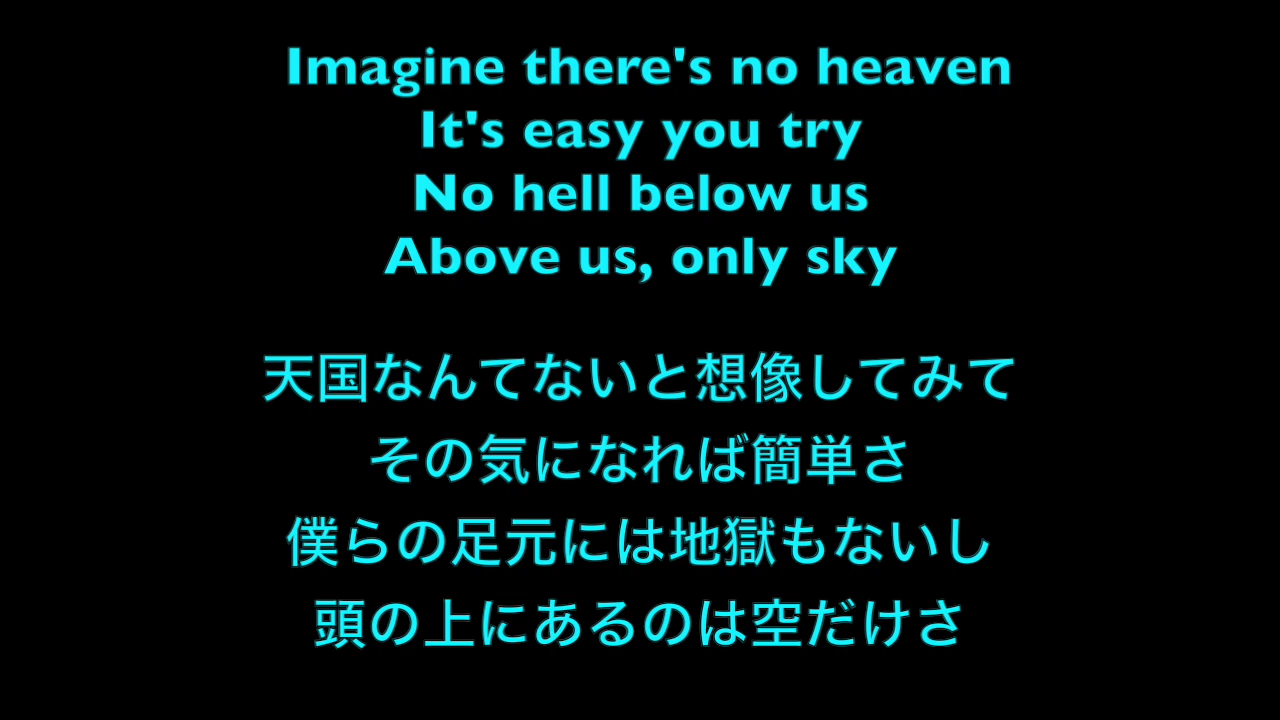 Imagine there's no heaven
It's easy you try
No hell below us
Above us, only sky
天国なんてないと想像してみて
その気になれば簡単さ
僕らの足元には地獄もないし
頭の上にあるのは空だけさ